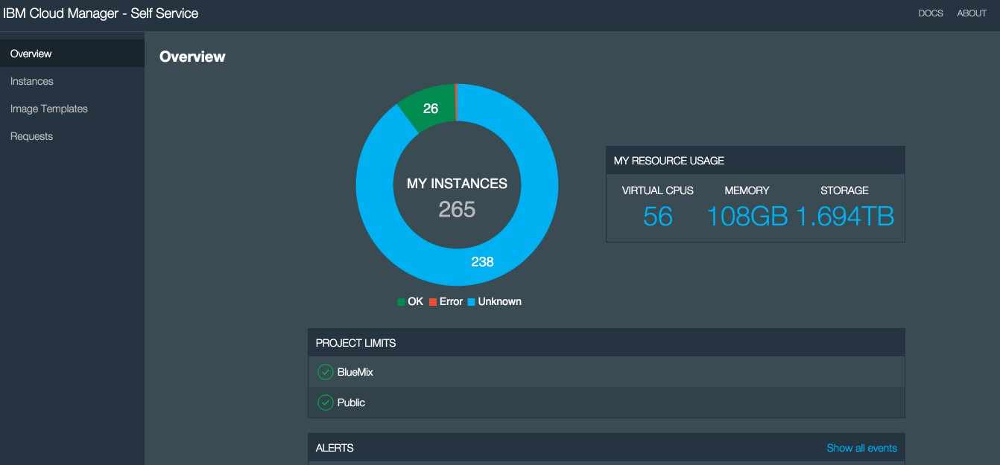 IBM Cloud Manager - Self Service
DOCS ABOUT
Overview
Instances
Image Templates
Requests
Overview
26
MY INSTANCES
265
238
OK Error Unknown
MY RESOURCE USAGE
VIRTUAL CPUS MEMORY STORAGE
56 108GB 1.694TB
PROJECT LIMITS
BlueMix
Public
ALERTS Show all events